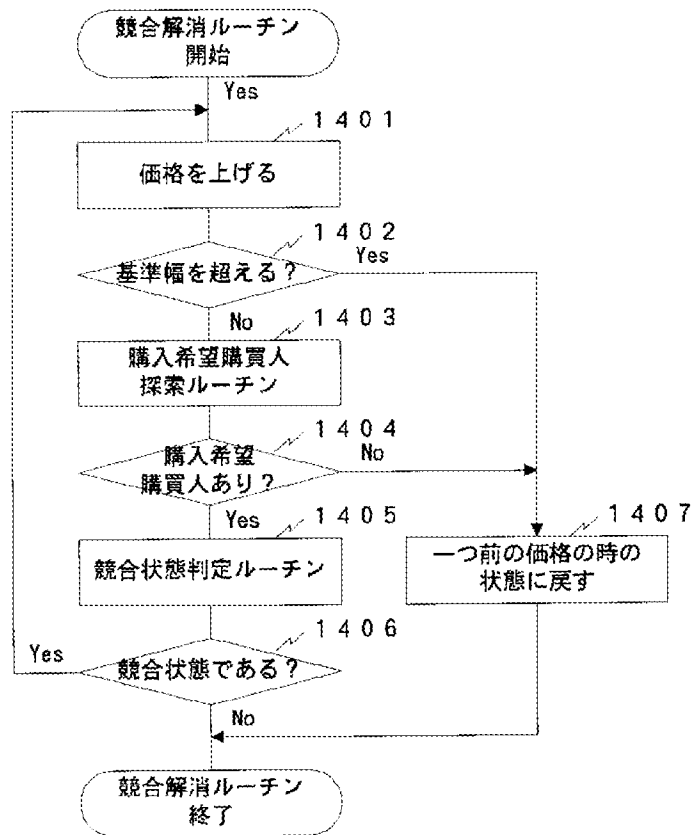 競合解消ルーチン
開始
Yes
1401
価格を上げる
1402
基準幅を超える?
Yes
No
1403
購入希望購買人
探索ルーチン
1404
購入希望
購買人あり?
No
Yes
1405
競合状態判定ルーチン
1407
一つ前の価格の時の
状態に戻す
1406
Yes
競合状態である?
No
競合解消ルーチン
終了